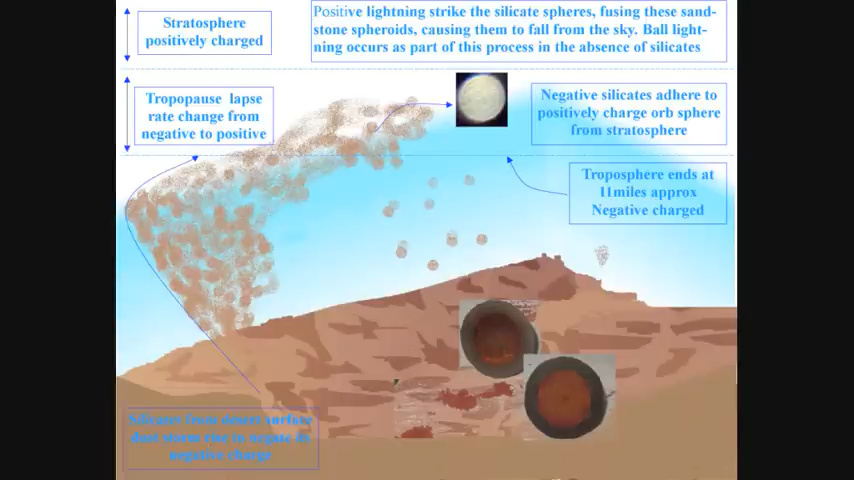 Stratosphere
positively charged
Positive lightning strike the silicate spheres, fusing these sand-
stone spheroids, causing them to fall from the sky. Ball light-
ning occurs as part of this process in the absence of silicates
Tropopause lapse
rate change from
negative to positive
Negative silicates adhere to
positively charge orb sphere
from stratosphere
Troposphere ends at
11miles approx
Negative charged
Silicates from desert surface
dust storm rise to negate its
negative charge